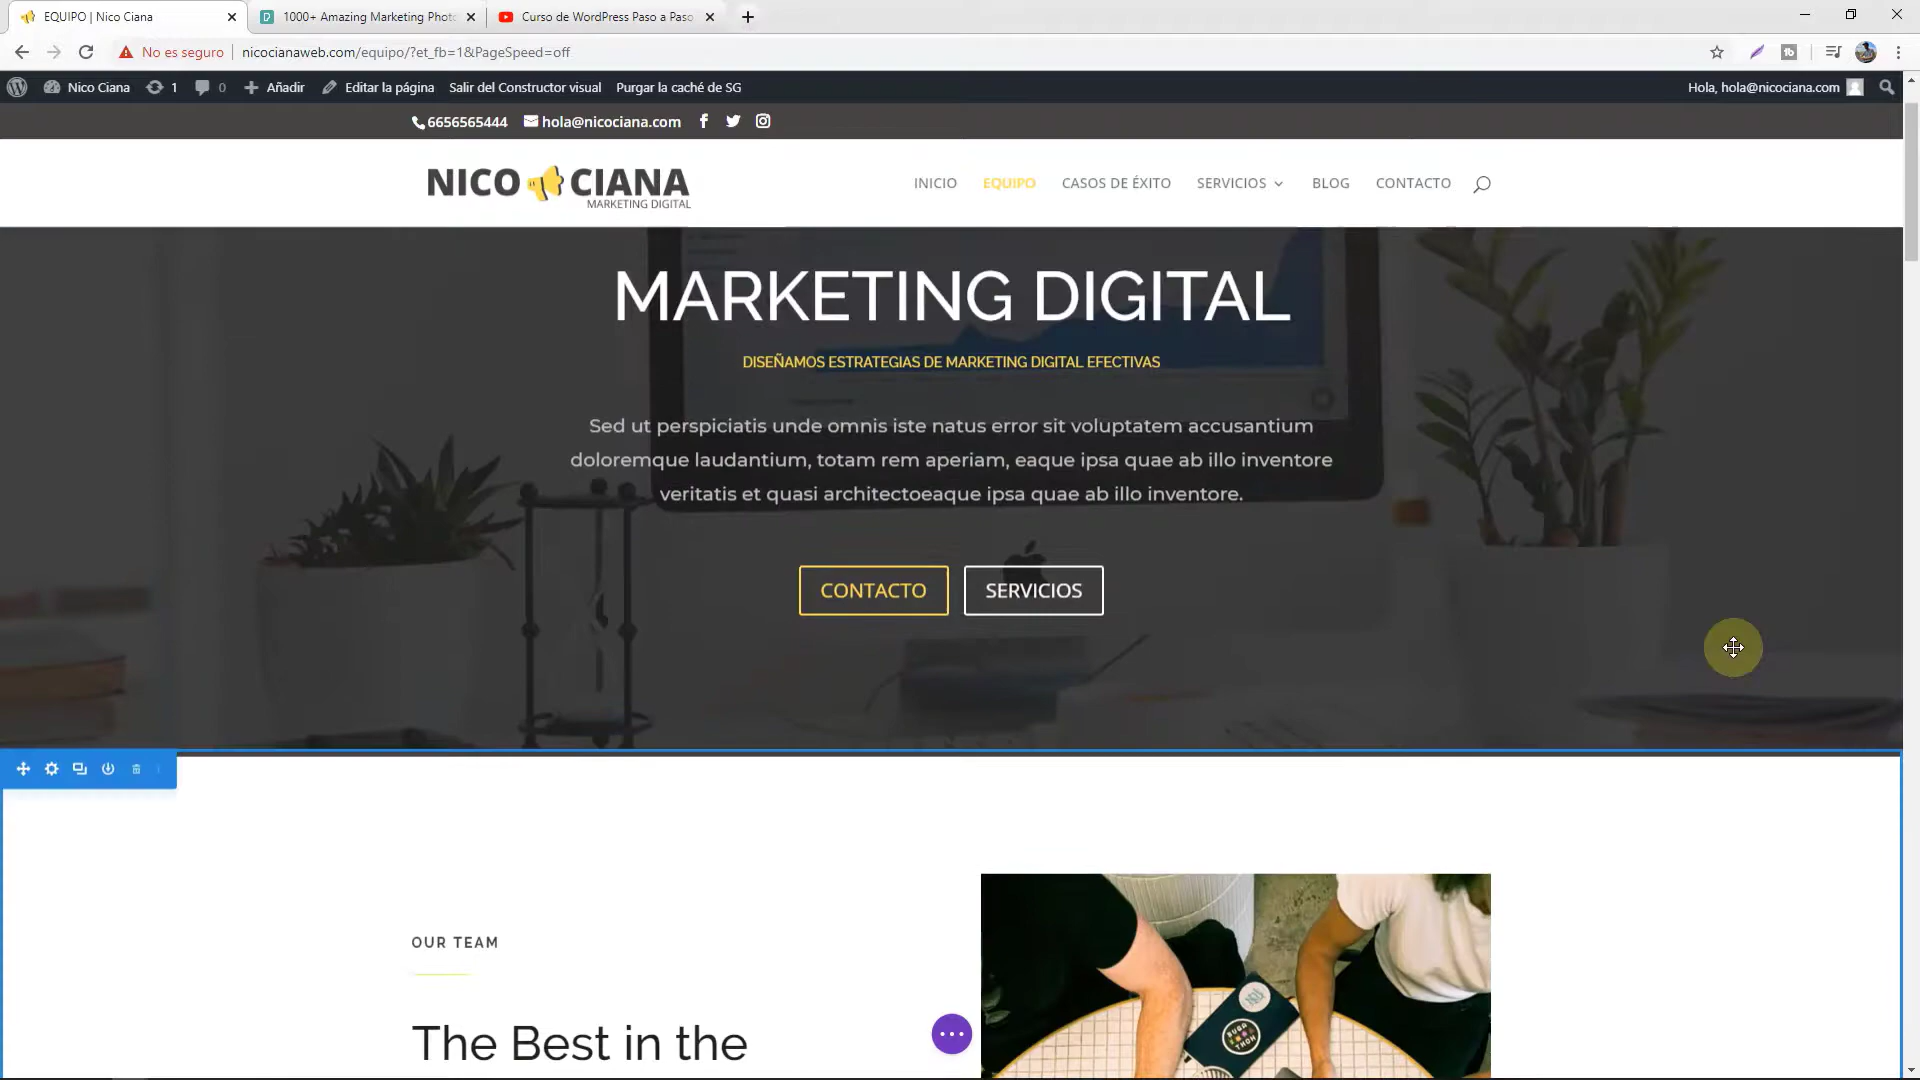 EQUIPO | Nico Ciana
1000+ Amazing Marketing Photo
Curso de WordPress Paso a Paso
No es seguro
nicocianaweb.com/equipo/?et_fb=1&PageSpeed=off
Nico Ciana
1
0
Añadir
Editar la página
Salir del Constructor visual
Purgar la caché de SG
Hola, hola@nicociana.com
6656565444
hola@nicociana.com
NICO CIANA
MARKETING DIGITAL
INICIO
EQUIPO
CASOS DE ÉXITO
SERVICIOS
BLOG
CONTACTO
MARKETING DIGITAL
DISEÑAMOS ESTRATEGIAS DE MARKETING DIGITAL EFECTIVAS
Sed ut perspiciatis unde omnis iste natus error sit voluptatem accusantium
doloremque laudantium, totam rem aperiam, eaque ipsa quae ab illo inventore
veritatis et quasi architectoeaque ipsa quae ab illo inventore.
CONTACTO
SERVICIOS
OUR TEAM
The Best in the